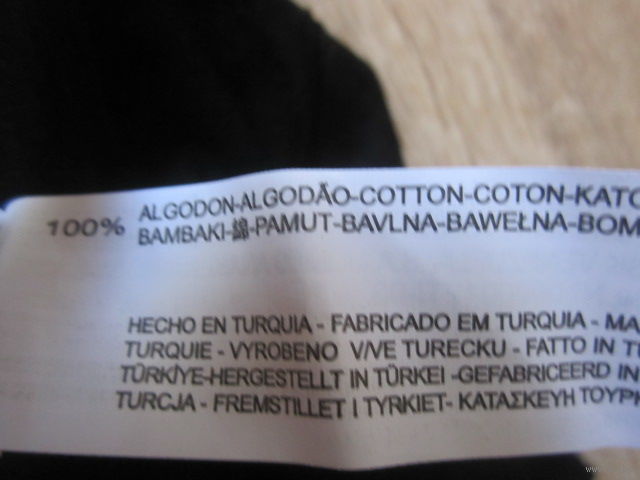 100% ALGODON-ALGODÃO-COTTON-COTON-KATO
BAMBAKI-綿-PAMUT-BAVLNA-BAWEŁNA-BOM
HECHO EN TURQUIA - FABRICADO EM TURQUIA - MA
TURQUIE - VYROBENO V/VE TURECKU - FATTO IN T
TÜRKİYE-HERGESTELLT IN TÜRKEI -GEFABRICEERD IN
TURCJA - FREMSTILLET I TYRKIET- ΚΑΤΑΣΚΕΥΗ ΤΟΥΡΚ